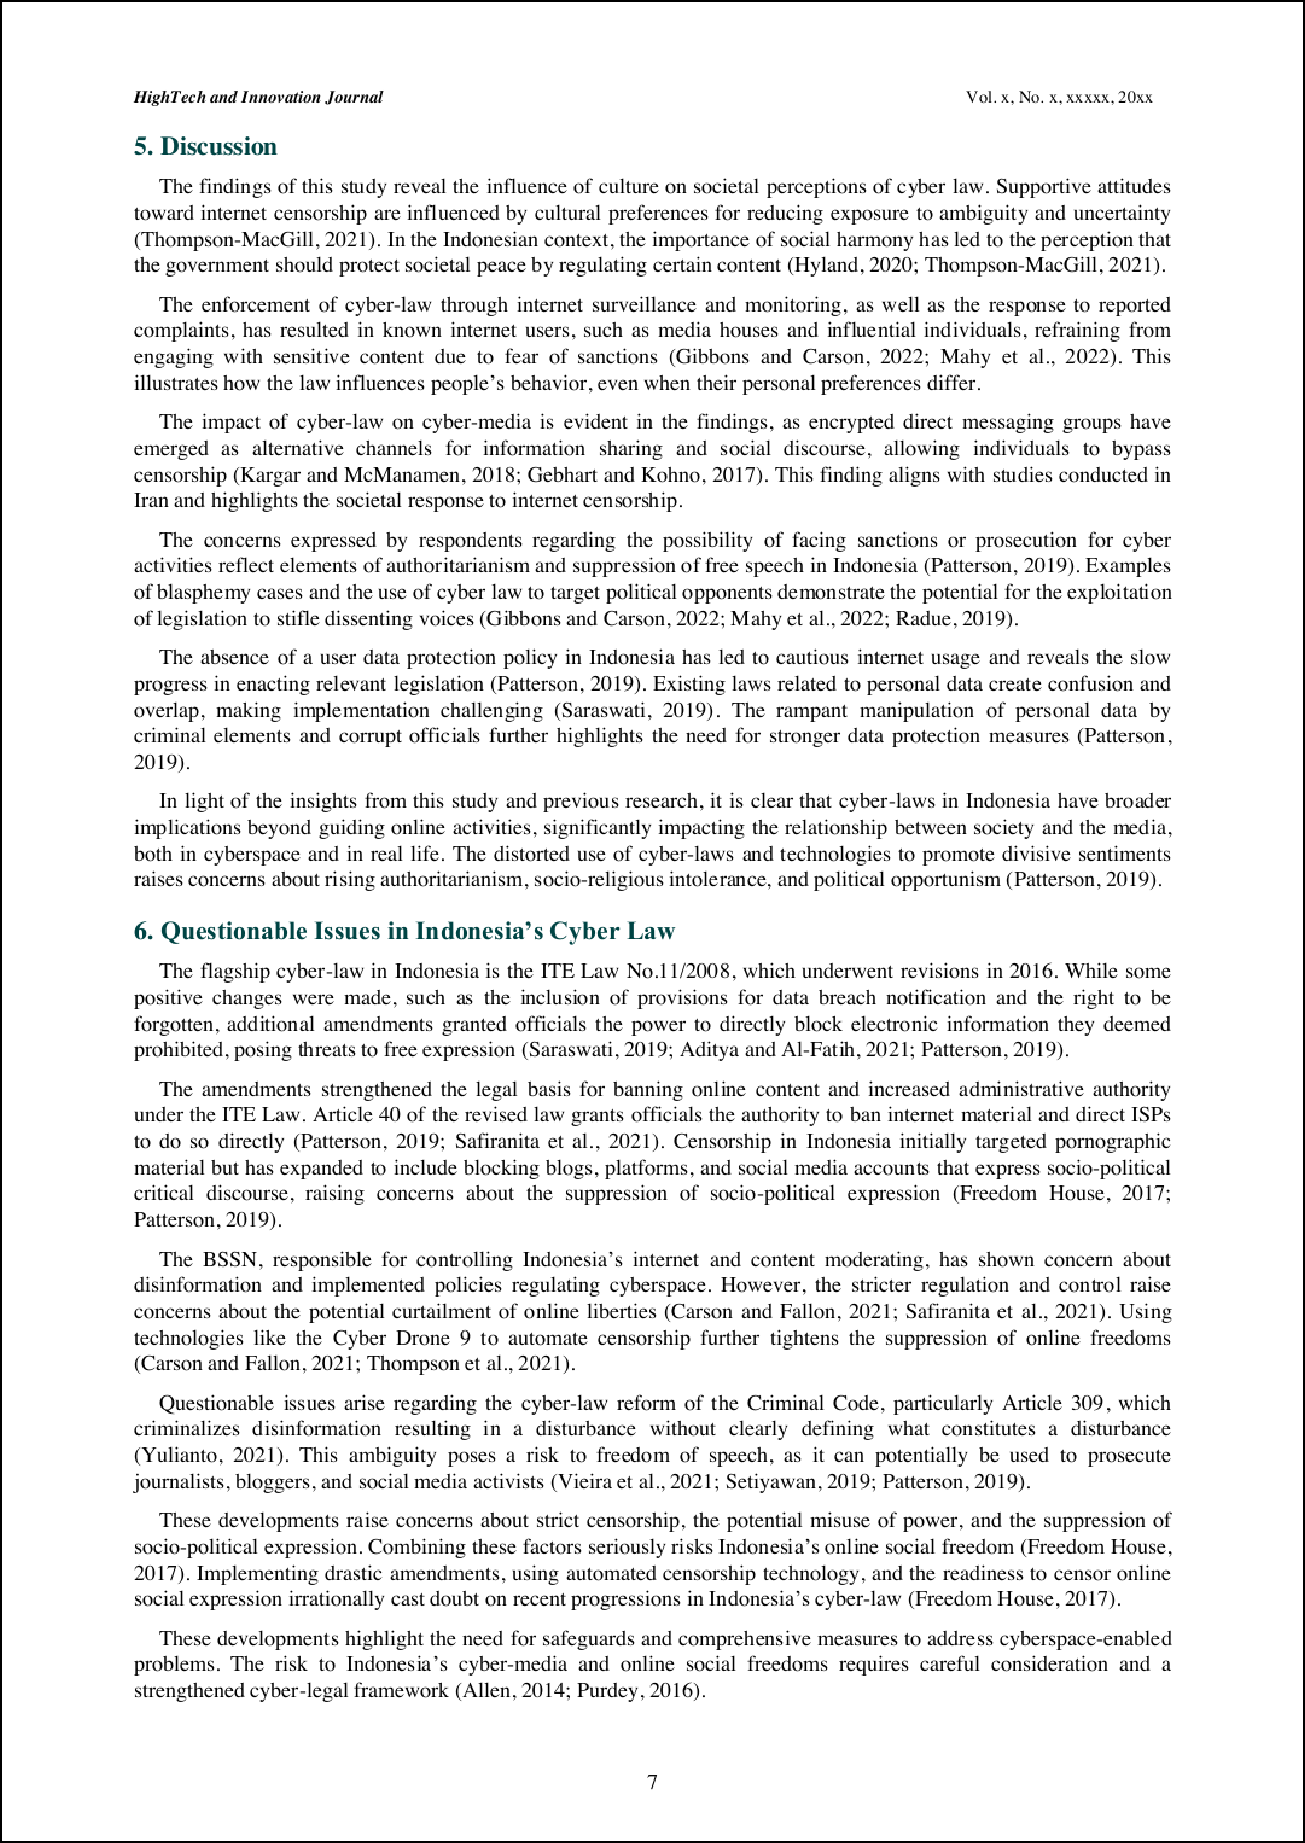 HighTech and Innovation Journal
Vol. x, No. x, xxxxx, 20xx
5. Discussion
The findings of this study reveal the influence of culture on societal perceptions of cyber law. Supportive attitudes
toward internet censorship are influenced by cultural preferences for reducing exposure to ambiguity and uncertainty
(Thompson-MacGill, 2021). In the Indonesian context, the importance of social harmony has led to the perception that
the government should protect societal peace by regulating certain content (Hyland, 2020; Thompson-MacGill, 2021).
The enforcement of cyber-law through internet surveillance and monitoring, as well as the response to reported
complaints, has resulted in known internet users, such as media houses and influential individuals, refraining from
engaging with sensitive content due to fear of sanctions (Gibbons and Carson, 2022; Mahy et al., 2022). This
illustrates how the law influences people's behavior, even when their personal preferences differ.
The impact of cyber-law on cyber-media is evident in the findings, as encrypted direct messaging groups have
emerged as alternative channels for information sharing and social discourse, allowing individuals to bypass
censorship (Kargar and McManamen, 2018; Gebhart and Kohno, 2017). This finding aligns with studies conducted in
Iran and highlights the societal response to internet censorship.
The concerns expressed by respondents regarding the possibility of facing sanctions or prosecution for cyber
activities reflect elements of authoritarianism and suppression of free speech in Indonesia (Patterson, 2019). Examples
of blasphemy cases and the use of cyber law to target political opponents demonstrate the potential for the exploitation
of legislation to stifle dissenting voices (Gibbons and Carson, 2022; Mahy et al., 2022; Radue, 2019).
The absence of a user data protection policy in Indonesia has led to cautious internet usage and reveals the slow
progress in enacting relevant legislation (Patterson, 2019). Existing laws related to personal data create confusion and
overlap, making implementation challenging (Saraswati, 2019). The rampant manipulation of personal data by
criminal elements and corrupt officials further highlights the need for stronger data protection measures (Patterson,
2019).
In light of the insights from this study and previous research, it is clear that cyber-laws in Indonesia have broader
implications beyond guiding online activities, significantly impacting the relationship between society and the media,
both in cyberspace and in real life. The distorted use of cyber-laws and technologies to promote divisive sentiments
raises concerns about rising authoritarianism, socio-religious intolerance, and political opportunism (Patterson, 2019).
6. Questionable Issues in Indonesia's Cyber Law
The flagship cyber-law in Indonesia is the ITE Law No.11/2008, which underwent revisions in 2016. While some
positive changes were made, such as the inclusion of provisions for data breach notification and the right to be
forgotten, additional amendments granted officials the power to directly block electronic information they deemed
prohibited, posing threats to free expression (Saraswati, 2019; Aditya and Al-Fatih, 2021; Patterson, 2019).
The amendments strengthened the legal basis for banning online content and increased administrative authority
under the ITE Law. Article 40 of the revised law grants officials the authority to ban internet material and direct ISPs
to do so directly (Patterson, 2019; Safiranita et al., 2021). Censorship in Indonesia initially targeted pornographic
material but has expanded to include blocking blogs, platforms, and social media accounts that express socio-political
critical discourse, raising concerns about the suppression of socio-political expression (Freedom House, 2017;
Patterson, 2019).
The BSSN, responsible for controlling Indonesia's internet and content moderating, has shown concern about
disinformation and implemented policies regulating cyberspace. However, the stricter regulation and control raise
concerns about the potential curtailment of online liberties (Carson and Fallon, 2021; Safiranita et al., 2021). Using
technologies like the Cyber Drone 9 to automate censorship further tightens the suppression of online freedoms
(Carson and Fallon, 2021; Thompson et al., 2021).
Questionable issues arise regarding the cyber-law reform of the Criminal Code, particularly Article 309, which
criminalizes disinformation resulting in a disturbance without clearly defining what constitutes a disturbance
(Yulianto, 2021). This ambiguity poses a risk to freedom of speech, as it can potentially be used to prosecute
journalists, bloggers, and social media activists (Vieira et al., 2021; Setiyawan, 2019; Patterson, 2019).
These developments raise concerns about strict censorship, the potential misuse of power, and the suppression of
socio-political expression. Combining these factors seriously risks Indonesia's online social freedom (Freedom House,
2017). Implementing drastic amendments, using automated censorship technology, and the readiness to censor online
social expression irrationally cast doubt on recent progressions in Indonesia's cyber-law (Freedom House, 2017).
These developments highlight the need for safeguards and comprehensive measures to address cyberspace-enabled
problems. The risk to Indonesia's cyber-media and online social freedoms requires careful consideration and a
strengthened cyber-legal framework (Allen, 2014; Purdey, 2016).
7